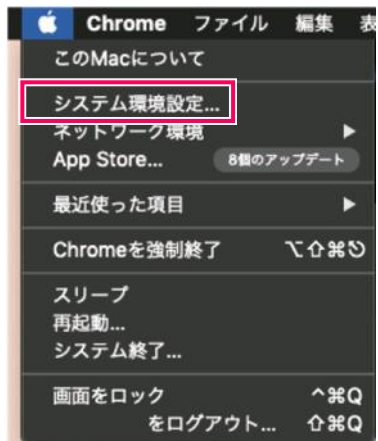 Chrome ファイル 編集 表
このMacについて
システム環境設定...
ネットワーク環境 ▶
App Store... 8個のアップデート
最近使った項目 ▶
Chromeを強制終了 ⌥⇧⌘⎋
スリープ
再起動...
システム終了...
画面をロック ^⌘Q
をログアウト... ⇧⌘Q